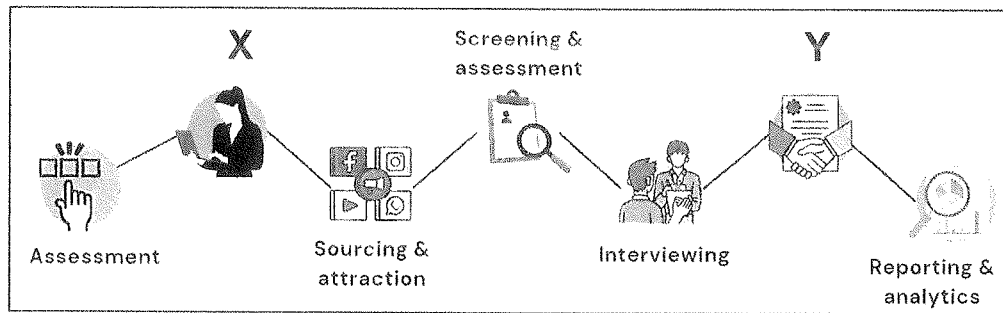 X
Screening &
assessment
Y
Assessment
Sourcing &
attraction
Interviewing
Reporting &
analytics